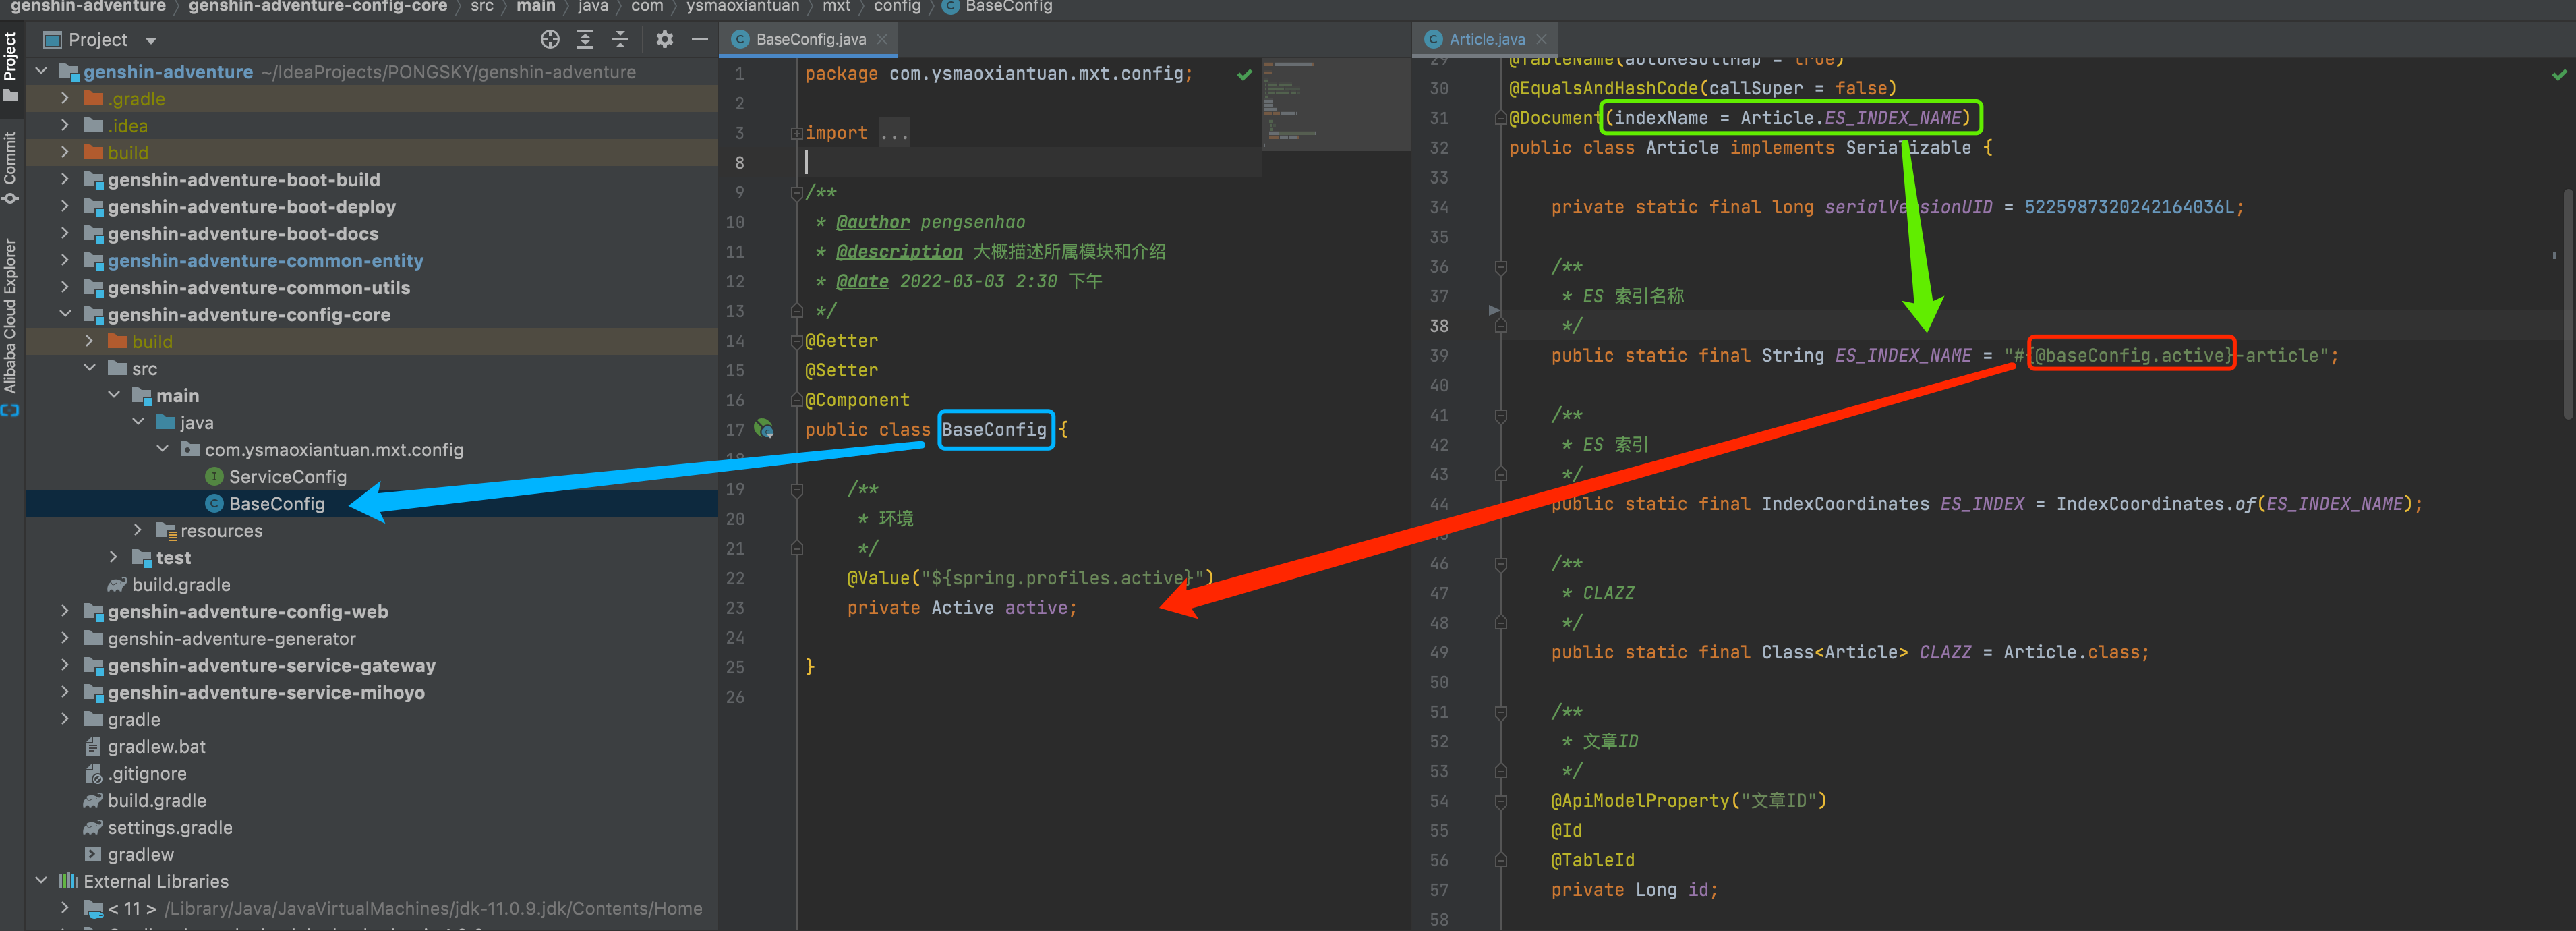 genshin-adventure 〉 genshin-adventure-config-core 〉 src 〉 main 〉 java 〉 com 〉 ysmaoxiantuan 〉 mxt 〉 config 〉 BaseConfig
Project
Commit
Alibaba Cloud Explorer
Project
genshin-adventure ~/IdeaProjects/PONGSKY/genshin-adventure
.gradle
.idea
build
genshin-adventure-boot-build
genshin-adventure-boot-deploy
genshin-adventure-boot-docs
genshin-adventure-common-entity
genshin-adventure-common-utils
genshin-adventure-config-core
build
src
main
java
com.ysmaoxiantuan.mxt.config
ServiceConfig
BaseConfig
resources
test
build.gradle
genshin-adventure-config-web
genshin-adventure-generator
genshin-adventure-service-gateway
genshin-adventure-service-mihoyo
gradle
gradlew.bat
.gitignore
build.gradle
settings.gradle
gradlew
External Libraries
< 11 > /Library/Java/JavaVirtualMachines/jdk-11.0.9.jdk/Contents/Home
BaseConfig.java
1 package com.ysmaoxiantuan.mxt.config;
2
3 import ...
8
9 /**
10 * @author pengsenhao
11 * @description 大概描述所属模块和介绍
12 * @date 2022-03-03 2:30 下午
13 */
14 @Getter
15 @Setter
16 @Component
17 public class BaseConfig {
19 /**
20 * 环境
21 */
22 @Value("${spring.profiles.active}")
23 private Active active;
24
25 }
26
Article.java
29 @TableName(autoResultMap = true)
30 @EqualsAndHashCode(callSuper = false)
31 @Document(indexName = Article.ES_INDEX_NAME)
32 public class Article implements Serializable {
33
34 private static final long serialVersionUID = 5225987320242164036L;
35
36 /**
37 * ES 索引名称
38 */
39 public static final String ES_INDEX_NAME = "#{@baseConfig.active}-article";
40
41 /**
42 * ES 索引
43 */
44 public static final IndexCoordinates ES_INDEX = IndexCoordinates.of(ES_INDEX_NAME);
46 /**
47 * CLAZZ
48 */
49 public static final Class<Article> CLAZZ = Article.class;
50
51 /**
52 * 文章ID
53 */
54 @ApiModelProperty("文章ID")
55 @Id
56 @TableId
57 private Long id;
58